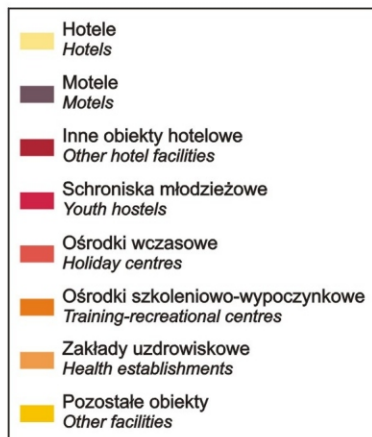 Hotele
Hotels
Motele
Motels
Inne obiekty hotelowe
Other hotel facilities
Schroniska młodzieżowe
Youth hostels
Ośrodki wczasowe
Holiday centres
Ośrodki szkoleniowo-wypoczynkowe
Training-recreational centres
Zakłady uzdrowiskowe
Health establishments
Pozostałe obiekty
Other facilities